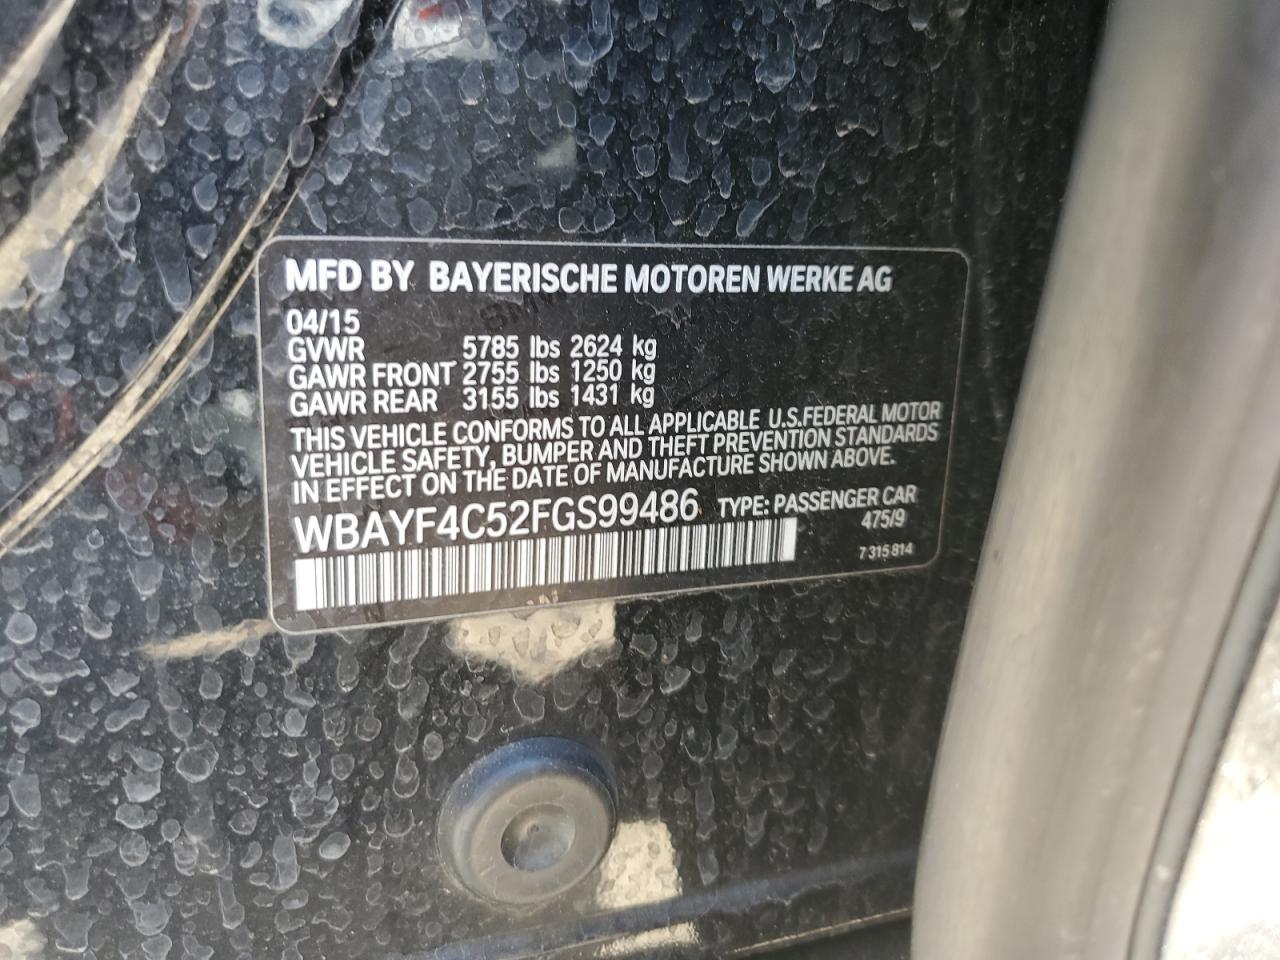 MFD BY BAYERISCHE MOTOREN WERKE AG
04/15
GVWR 5785 lbs 2624 kg
GAWR FRONT 2755 lbs 1250 kg
GAWR REAR 3155 lbs 1431 kg
THIS VEHICLE CONFORMS TO ALL APPLICABLE U.S.FEDERAL MOTOR
VEHICLE SAFETY, BUMPER AND THEFT PREVENTION STANDARDS
IN EFFECT ON THE DATE OF MANUFACTURE SHOWN ABOVE.
WBAYF4C52FGS99486 TYPE: PASSENGER CAR
475/9
7 315 814